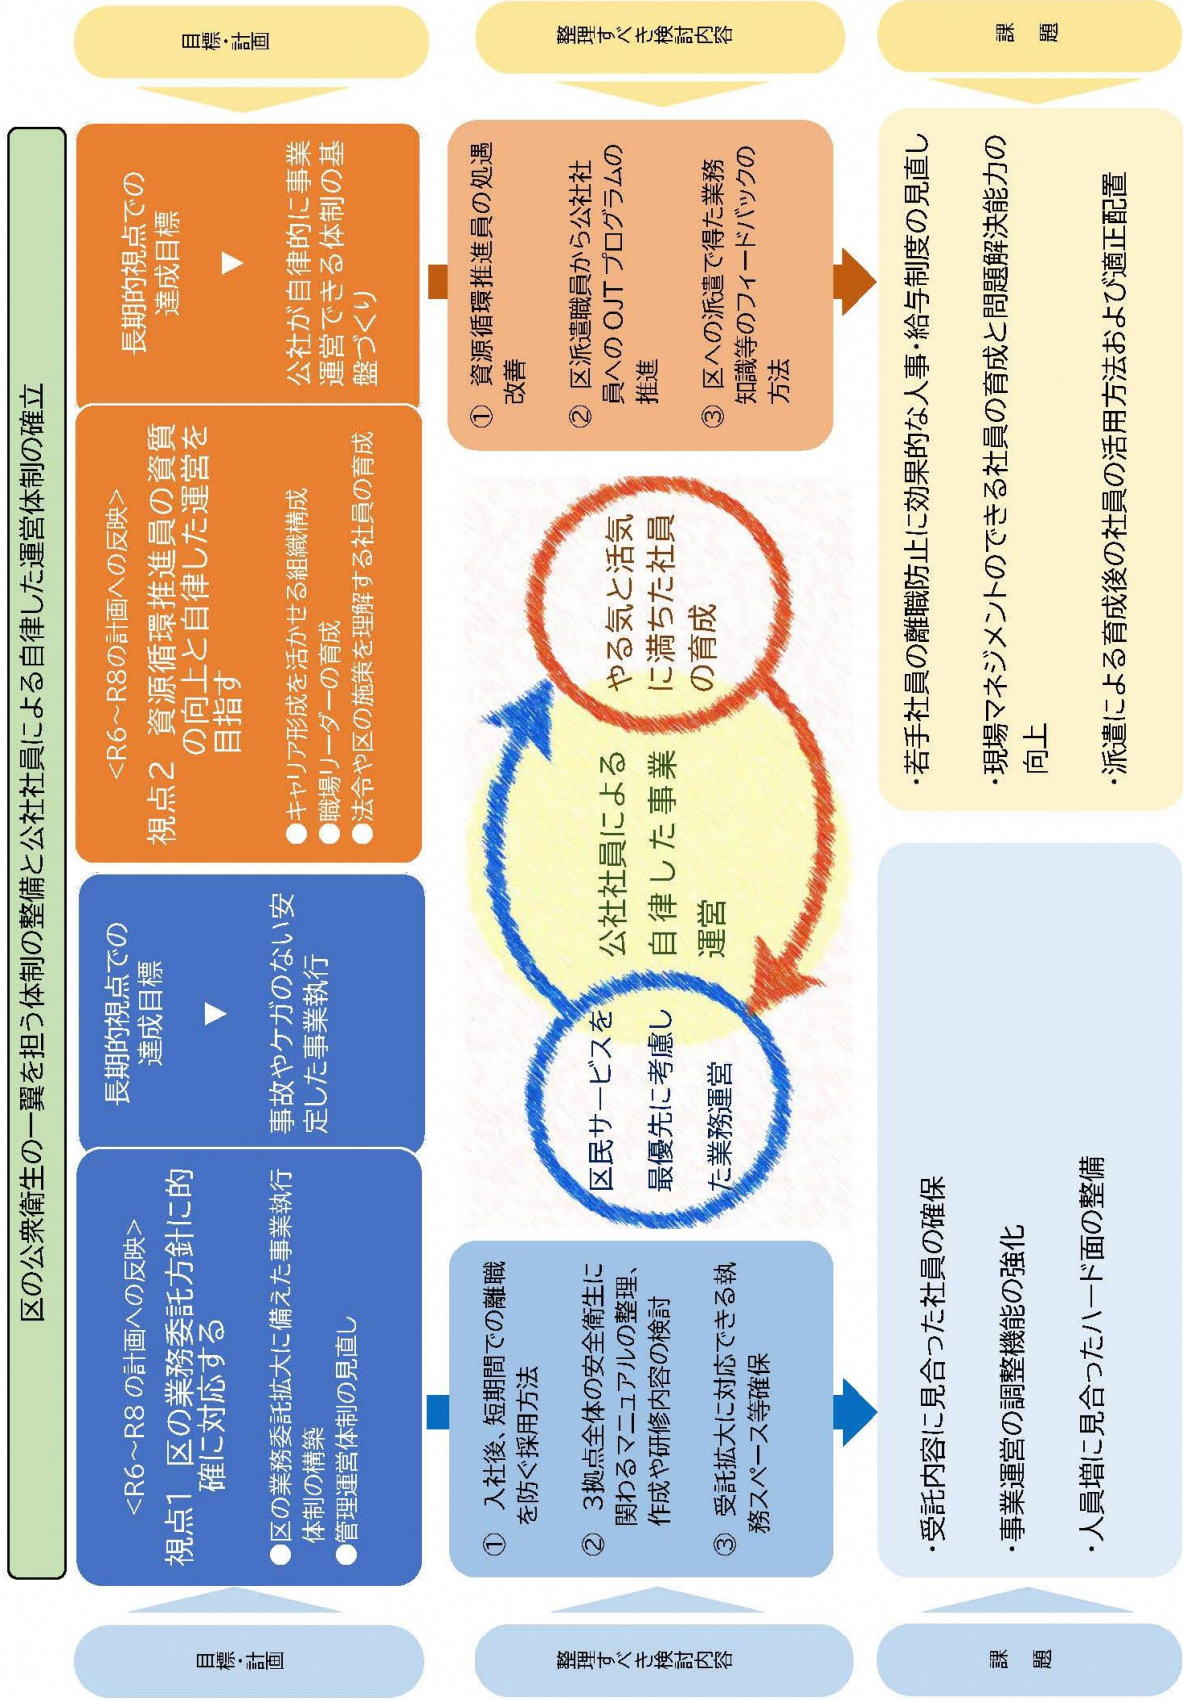 区の公衆衛生の一翼を担う体制の整備と公社社員による自律した運営体制の確立
目標・計画
<R6～R8 の計画への反映>
視点1 区の業務委託方針に的
確に対応する
●区の業務委託拡大に備えた事業執行
体制の構築
●管理運営体制の見直し
長期的視点での
達成目標
▼
事故やケガのない安
定した事業執行
<R6～R8の計画への反映>
視点2 資源循環推進員の資質
の向上と自律した運営を
目指す
●キャリア形成を活かせる組織構成
●職場リーダーの育成
●法令や区の施策を理解する社員の育成
長期的視点での
達成目標
▼
公社が自律的に事業
運営できる体制の基
盤づくり
目標・計画
整理すべき検討内容
① 入社後、短期間での離職
を防ぐ採用方法
② 3拠点全体の安全衛生に
関わるマニュアルの整理、
作成や研修内容の検討
③ 受託拡大に対応できる執
務スペース等確保
区民サービスを
最優先に考慮し
た業務運営
公社社員による
自律した事業
運営
やる気と活気
に満ちた社員
の育成
① 資源循環推進員の処遇
改善
② 区派遣職員から公社社
員への OJT プログラムの
推進
③ 区への派遣で得た業務
知識等のフィードバックの
方法
整理すべき検討内容
課題
・受託内容に見合った社員の確保
・事業運営の調整機能の強化
・人員増に見合ったハード面の整備
・若手社員の離職防止に効果的な人事・給与制度の見直し
・現場マネジメントのできる社員の育成と問題解決能力の
向上
・派遣による育成後の社員の活用方法および適正配置
課題